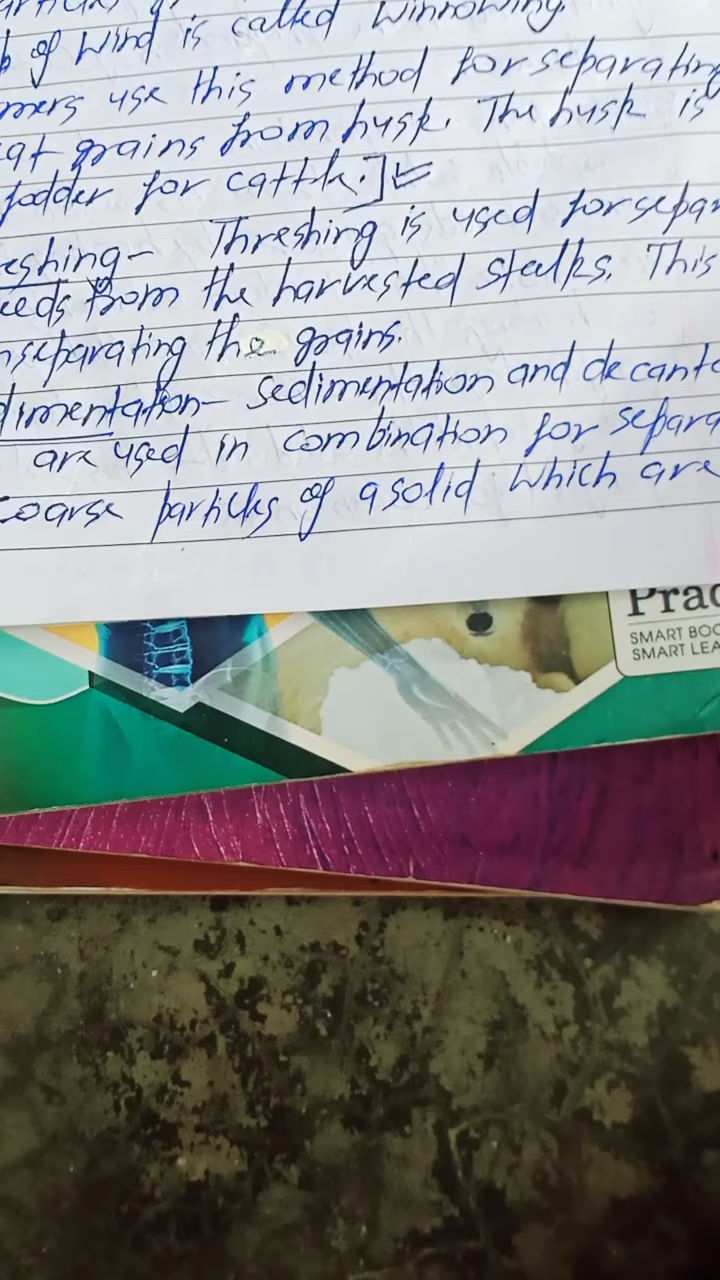 of wind is called winnowing.
mers use this method for separating
at grains from husk. The husk is
fodder for cattle.]
eshing- Threshing is used for separ
eeds from the harvested stalks. This
nseparating the grains.
dimentation- Sedimentation and decanta
are used in combination for separa
coarse particles of a solid which are
Prac
SMART BOO
SMART LEA